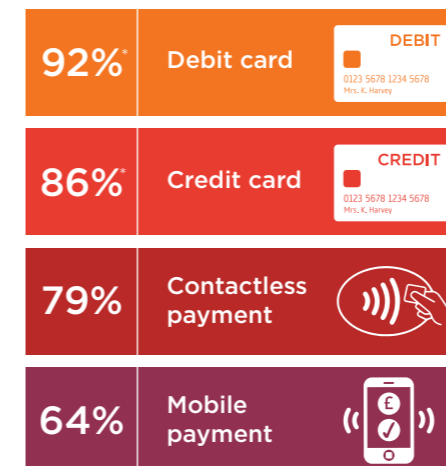 92%*
Debit card
DEBIT
0123 5678 1234 5678
Mrs. K. Harvey
86%*
Credit card
CREDIT
0123 5678 1234 5678
Mrs. K. Harvey
79%
Contactless
payment
64%
Mobile
payment
£